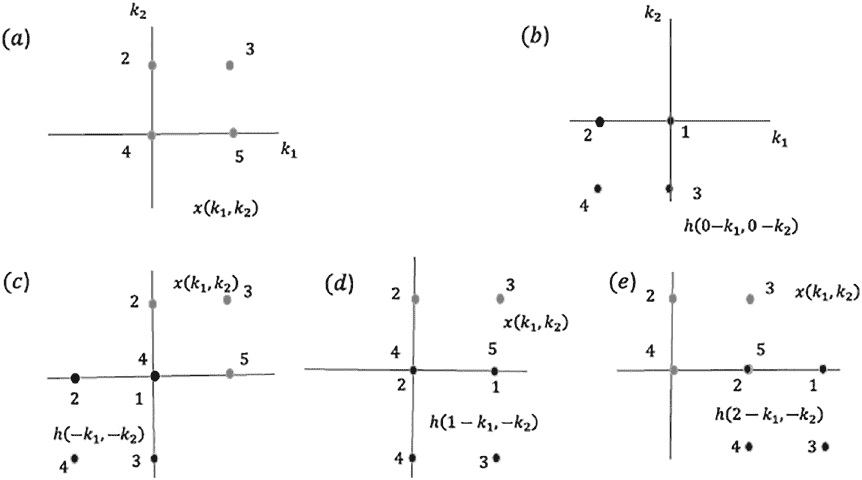 (a)
k₂
2
3
4
5
k₁
x(k₁, k₂)
(b)
k₂
2
1
k₁
4
3
h(0−k₁, 0 −k₂)
(c)
x(k₁, k₂)
2
3
4
5
2
1
h(−k₁, −k₂)
4
3
(d)
2
3
x(k₁, k₂)
4
5
2
1
h(1 − k₁, −k₂)
4
3
(e)
2
3
x(k₁, k₂)
4
5
2
1
h(2 − k₁, −k₂)
4
3